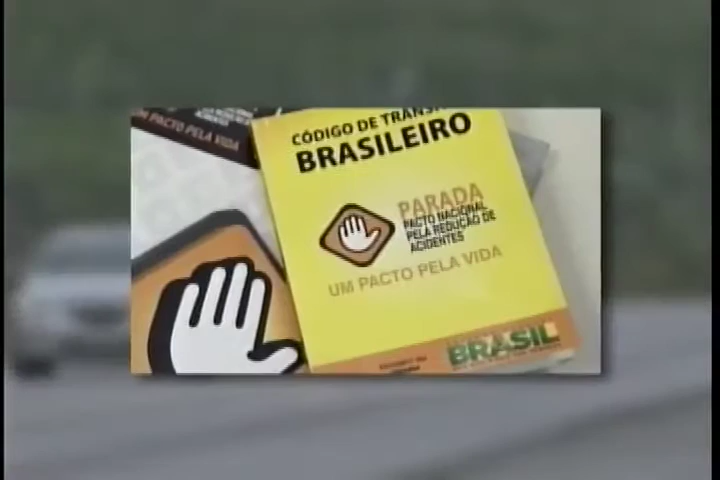 UM PACTO PELA VIDA
CÓDIGO DE
BRASILEIRO
PARADA
PACTO NACIONAL
PELA REDUÇÃO DE
ACIDENTES
UM PACTO PELA VIDA
BRASIL